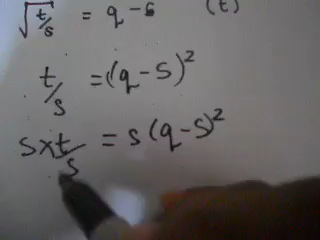 √(t/s) = q - s (t)
t/s = (q - s)²
s x t/s = s (q - s)²